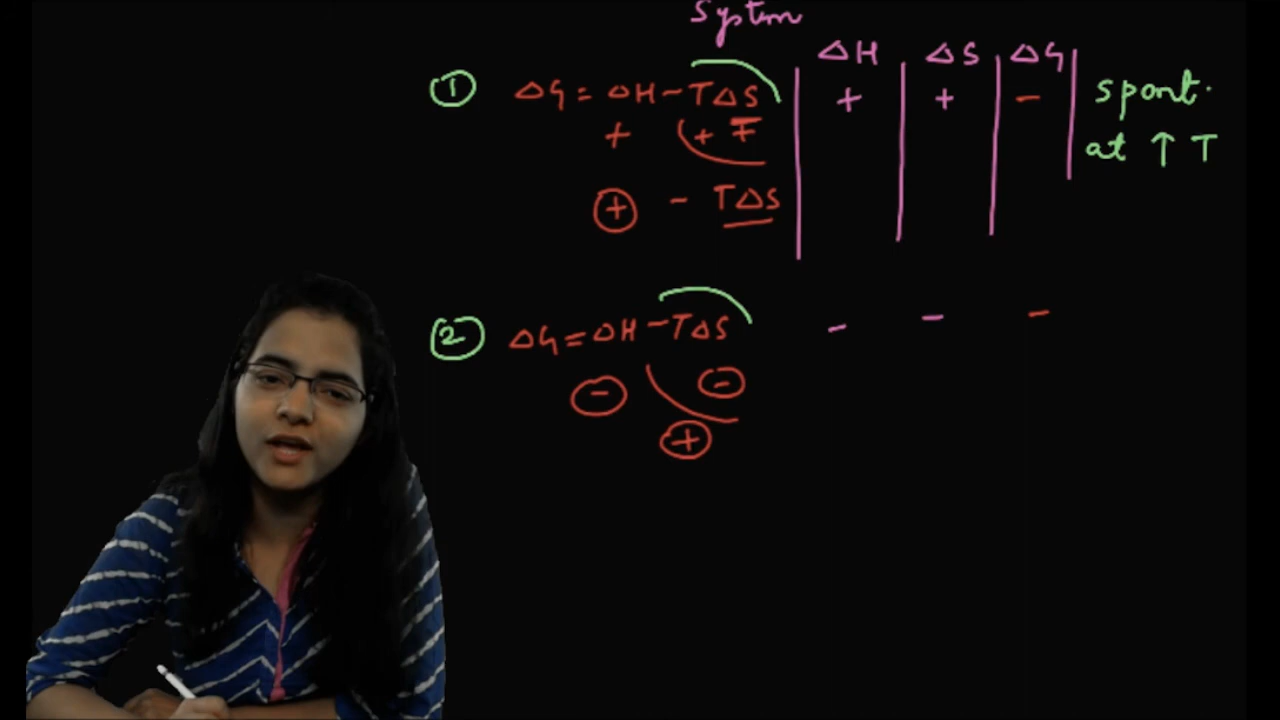 System
ΔH ΔS ΔG
① ΔG = ΔH - TΔS + + - spont.
+ + at ↑ T
+ - TΔS
② ΔG = ΔH - TΔS - - -
- -
+